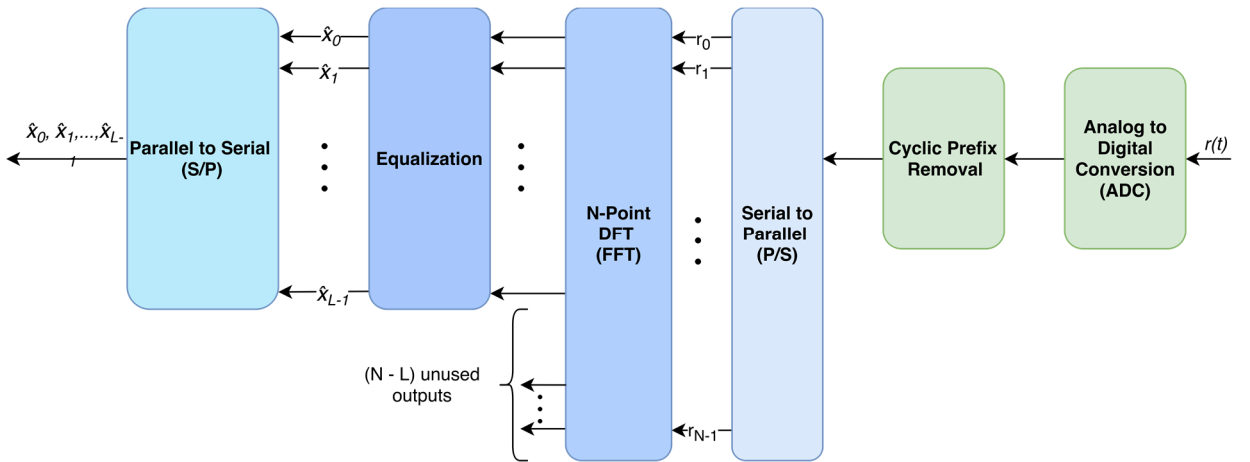 x̂0, x̂1,...,x̂L-
1
Parallel to Serial
(S/P)
x̂0
x̂1
x̂L-1
Equalization
(N - L) unused
outputs
N-Point
DFT
(FFT)
r0
r1
rN-1
Serial to
Parallel
(P/S)
Cyclic Prefix
Removal
Analog to
Digital
Conversion
(ADC)
r(t)